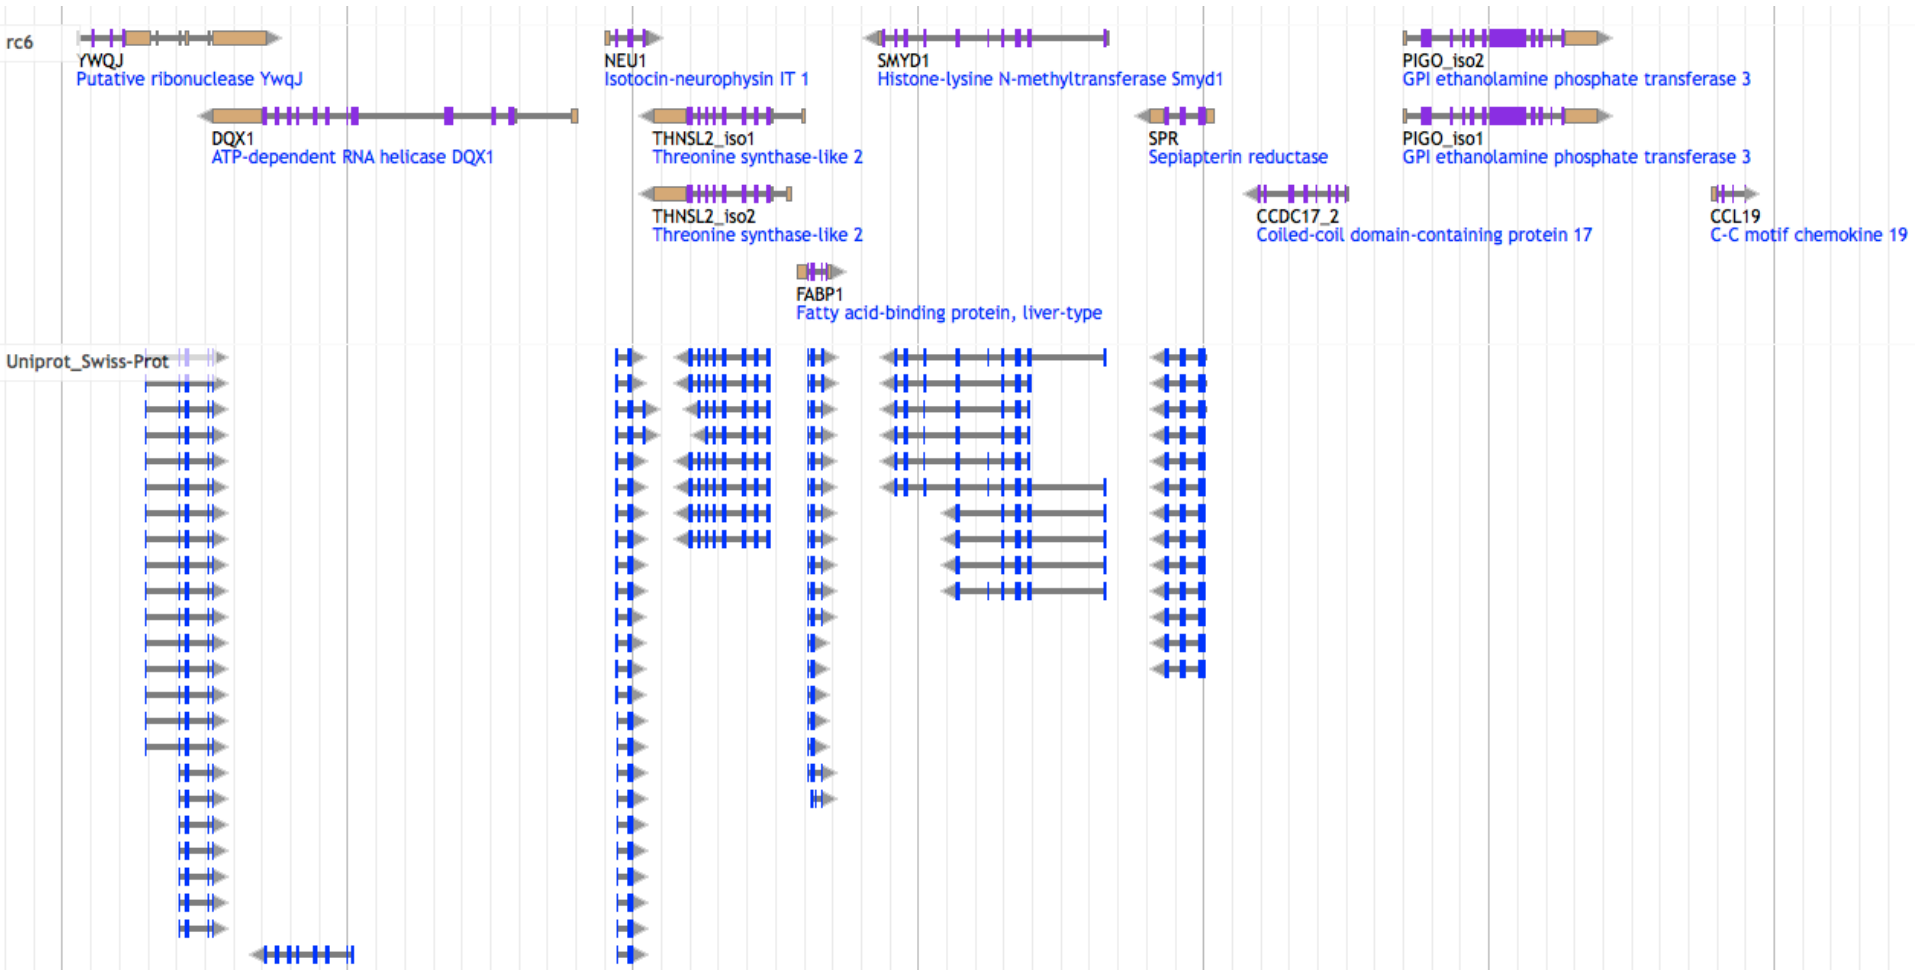 rc6
YWQJ
Putative ribonuclease YwqJ
NEU1
Isotocin-neurophysin IT 1
SMYD1
Histone-lysine N-methyltransferase Smyd1
PIGO_iso2
GPI ethanolamine phosphate transferase 3
DQX1
ATP-dependent RNA helicase DQX1
THNSL2_iso1
Threonine synthase-like 2
SPR
Sepiapterin reductase
PIGO_iso1
GPI ethanolamine phosphate transferase 3
THNSL2_iso2
Threonine synthase-like 2
CCDC17_2
Coiled-coil domain-containing protein 17
CCL19
C-C motif chemokine 19
FABP1
Fatty acid-binding protein, liver-type
Uniprot_Swiss-Prot